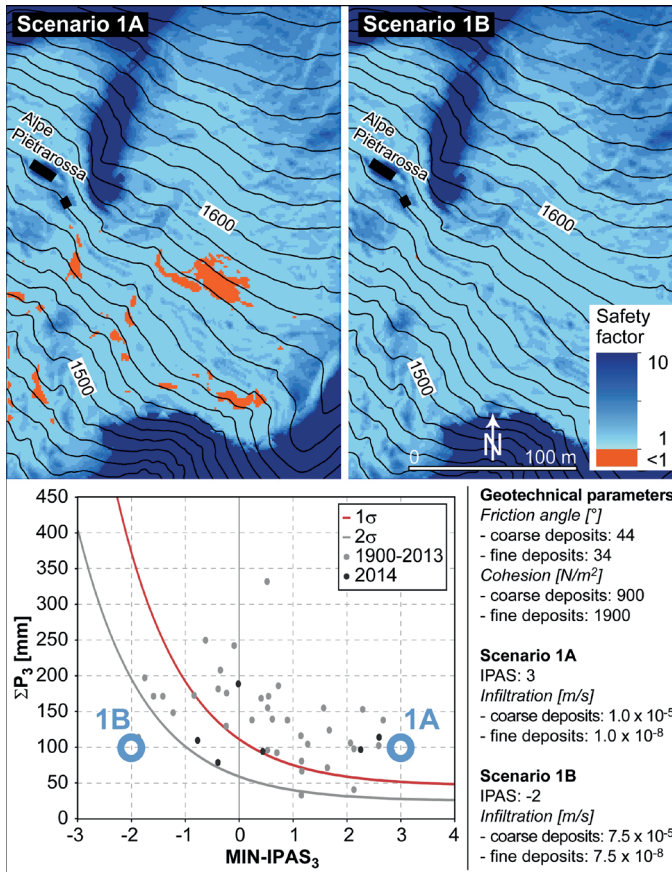 Scenario 1A
Scenario 1B
Alpe
Pietrarossa
Alpe
Pietrarossa
1600
1600
1500
1500
Safety
factor
10
1
<1
N
0 100 m
450
400
350
300
250
200
150
100
50
0
ΣP3 [mm]
1σ
2σ
1900-2013
2014
1B
1A
-3 -2 -1 0 1 2 3 4
MIN-IPAS3
Geotechnical parameters
Friction angle [°]
- coarse deposits: 44
- fine deposits: 34
Cohesion [N/m²]
- coarse deposits: 900
- fine deposits: 1900
Scenario 1A
IPAS: 3
Infiltration [m/s]
- coarse deposits: 1.0 x 10⁻⁵
- fine deposits: 1.0 x 10⁻⁸
Scenario 1B
IPAS: -2
Infiltration [m/s]
- coarse deposits: 7.5 x 10⁻⁵
- fine deposits: 7.5 x 10⁻⁸